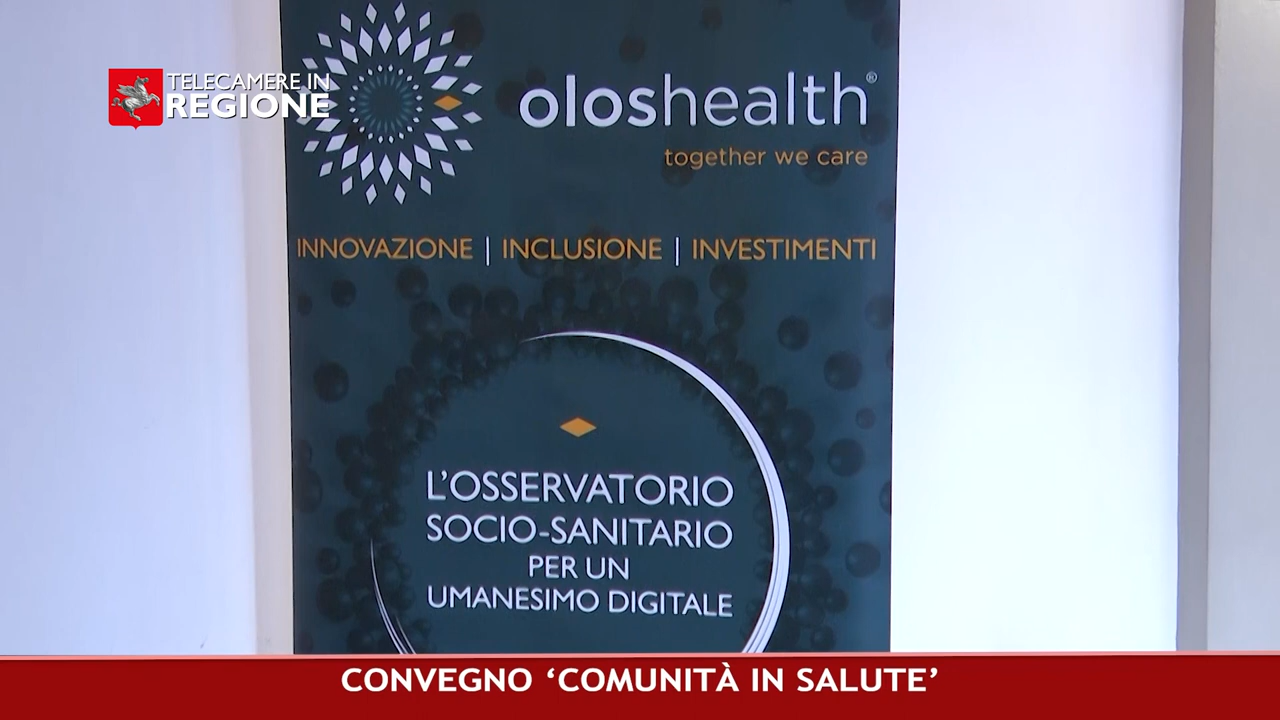 TELECAMERE IN
REGIONE
oloshealth®
together we care
INNOVAZIONE | INCLUSIONE | INVESTIMENTI
L'OSSERVATORIO
SOCIO-SANITARIO
PER UN
UMANESIMO DIGITALE
CONVEGNO ‘COMUNITÀ IN SALUTE’